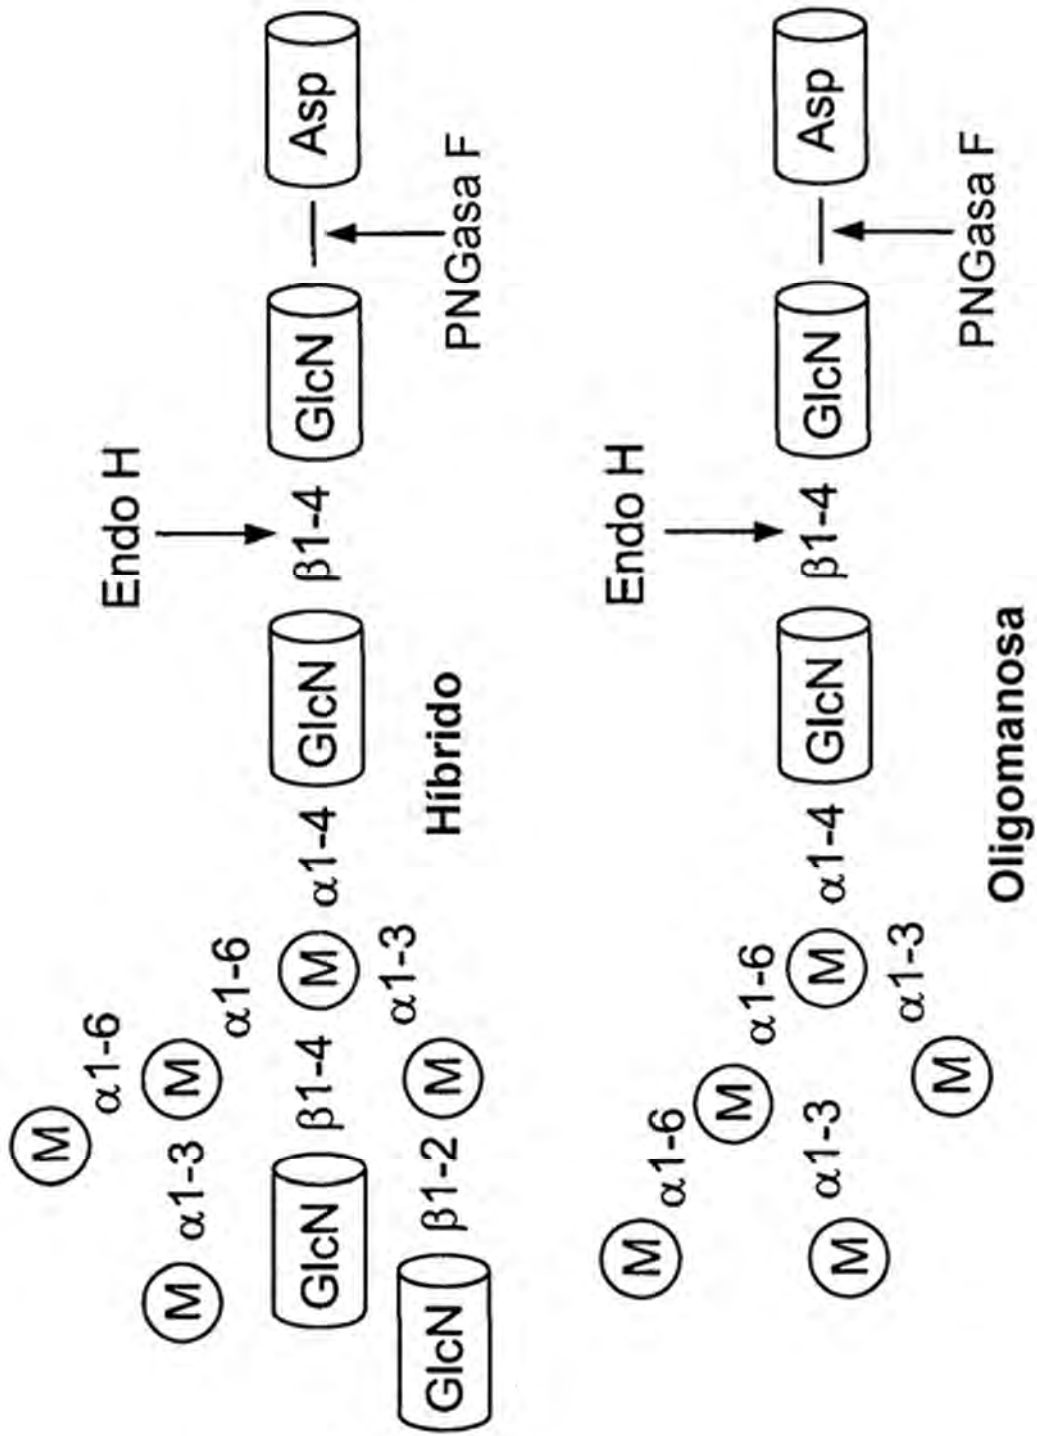 M
α1-6
Endo H
M α1-3 M
α1-6
GlcN β1-4 M α1-4 GlcN β1-4 GlcN Asp
α1-3
GlcN β1-2 M
Híbrido
PNGasa F
Endo H
M
α1-6
M
α1-6
M α1-3 M α1-4 GlcN β1-4 GlcN Asp
α1-3
M
PNGasa F
Oligomanosa